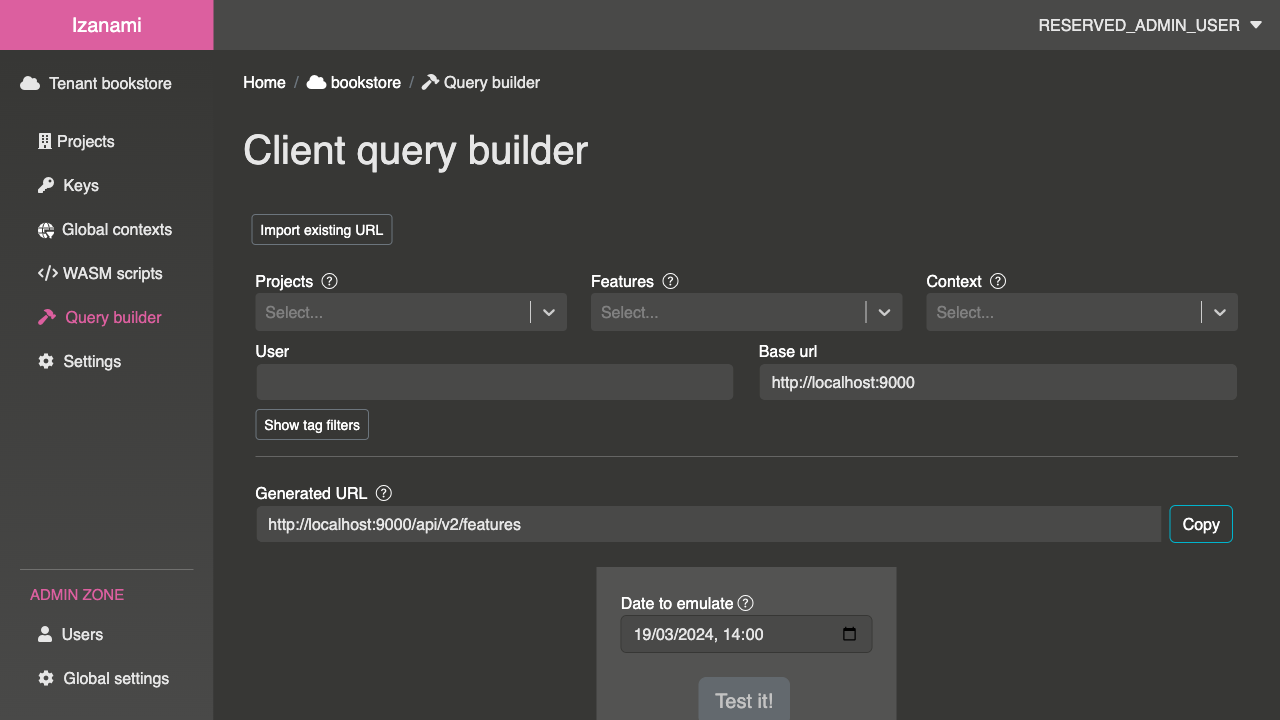 Izanami
RESERVED_ADMIN_USER
Tenant bookstore
Projects
Keys
Global contexts
WASM scripts
Query builder
Settings
ADMIN ZONE
Users
Global settings
Home / bookstore / Query builder
Client query builder
Import existing URL
Projects ? Features ? Context ?
Select... Select... Select...
User Base url
http://localhost:9000
Show tag filters
Generated URL ?
http://localhost:9000/api/v2/features Copy
Date to emulate ?
19/03/2024, 14:00
Test it!